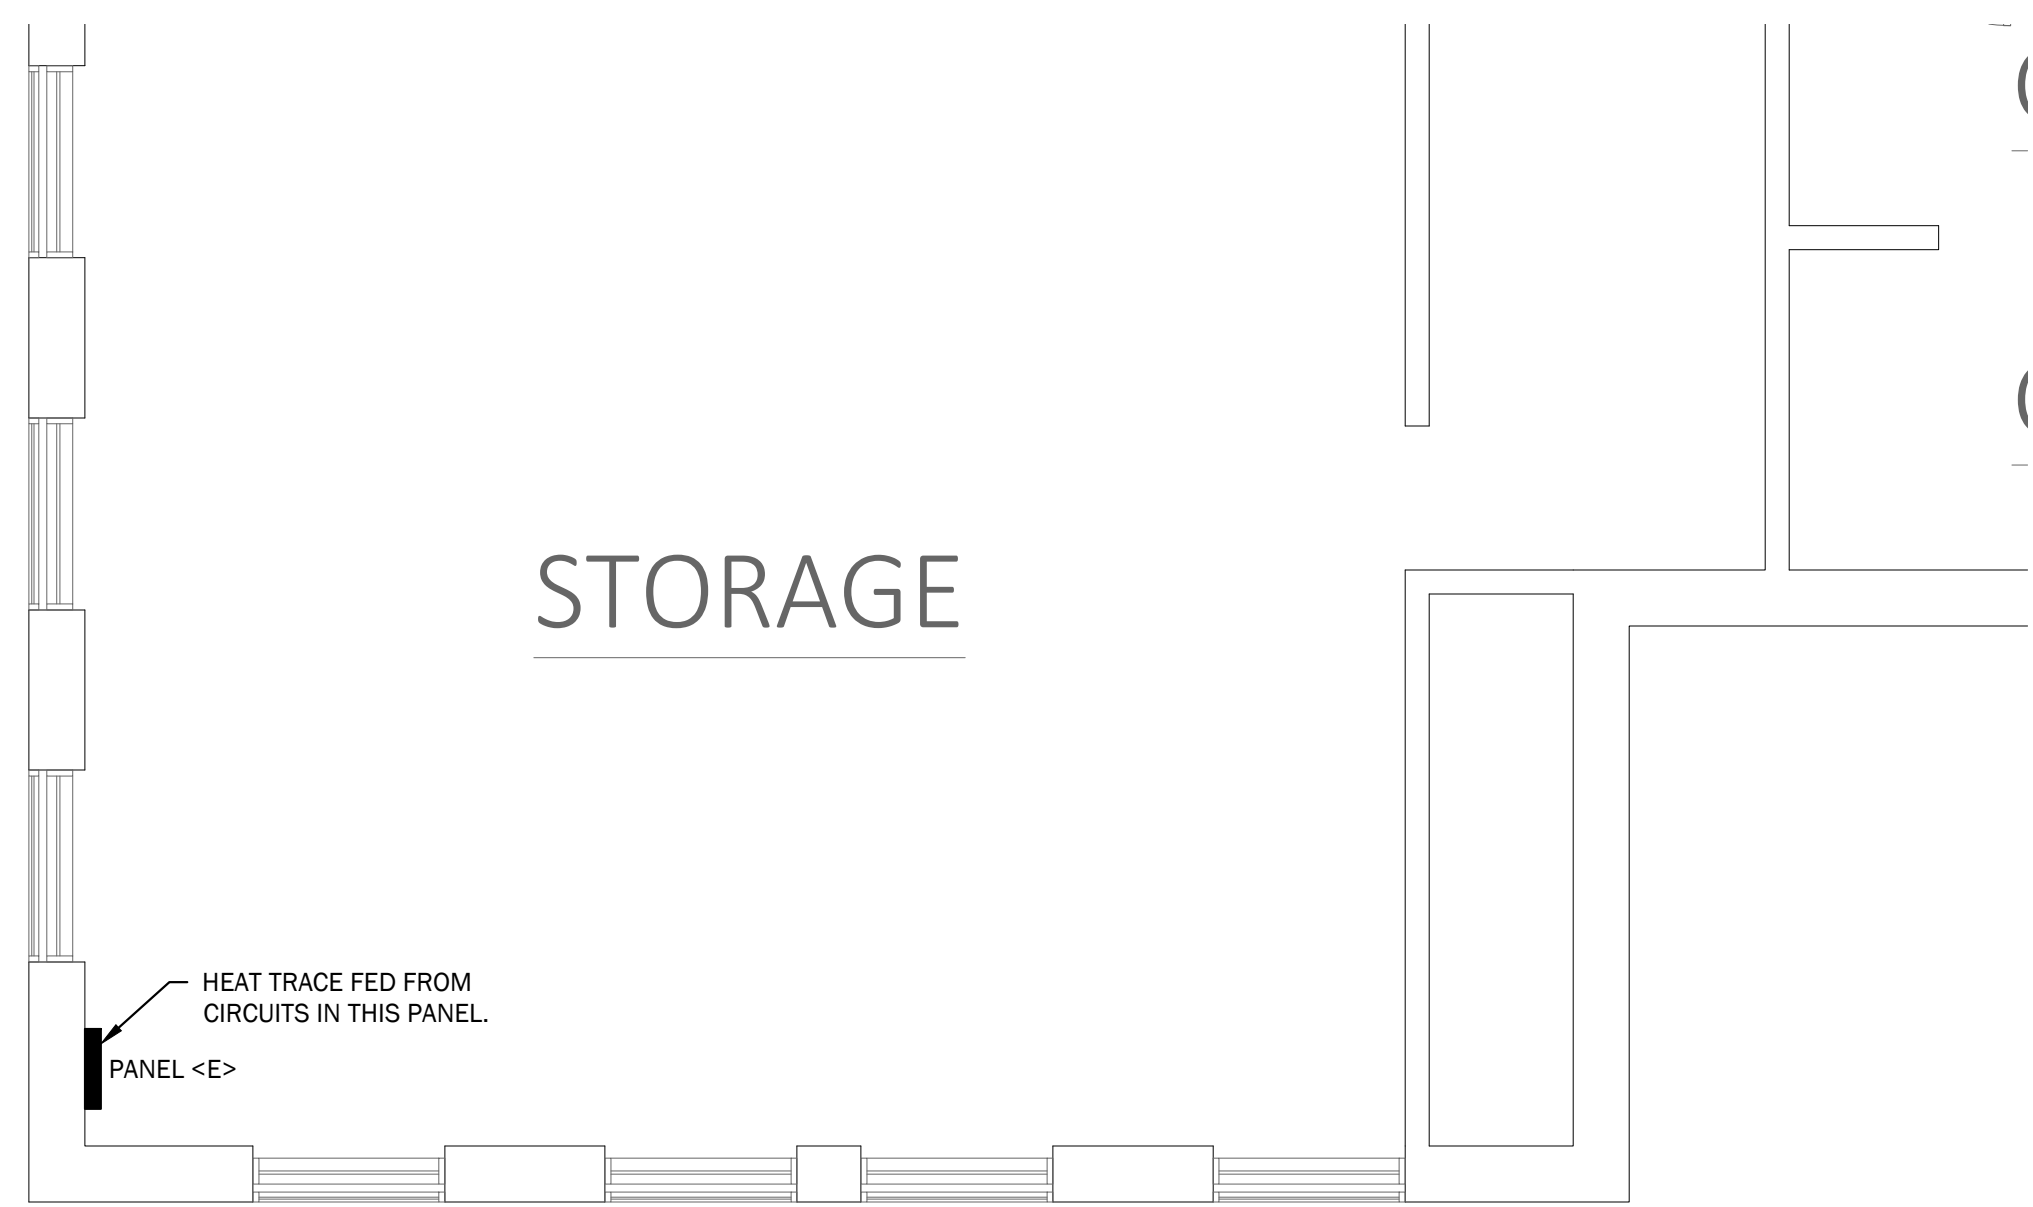 STORAGE
HEAT TRACE FED FROM
CIRCUITS IN THIS PANEL.
PANEL <E>